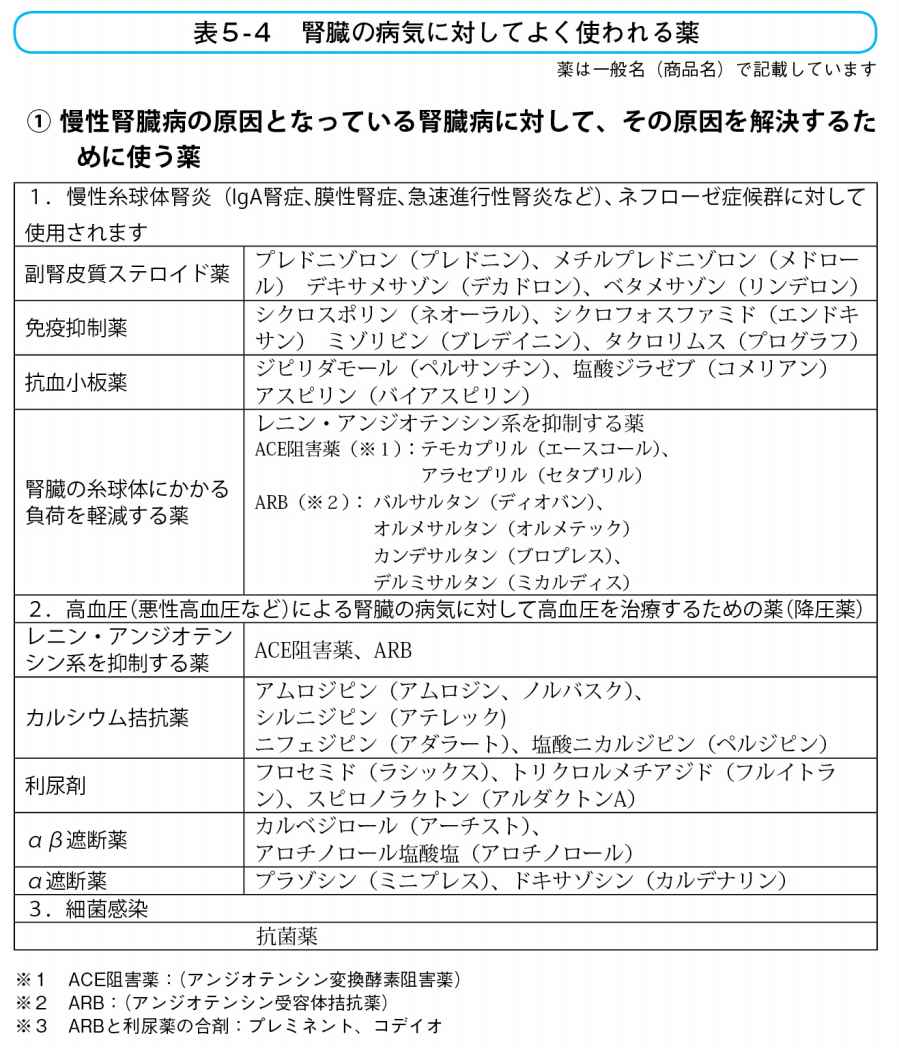 表5-4　腎臓の病気に対してよく使われる薬
薬は一般名（商品名）で記載しています
① 慢性腎臓病の原因となっている腎臓病に対して、その原因を解決するた
めに使う薬
１．慢性糸球体腎炎（IgA腎症、膜性腎症、急速進行性腎炎など）、ネフローゼ症候群に対して
使用されます
副腎皮質ステロイド薬
プレドニゾロン（プレドニン）、メチルプレドニゾロン（メドロー
ル）　デキサメサゾン（デカドロン）、ベタメサゾン（リンデロン）
免疫抑制薬
シクロスポリン（ネオーラル）、シクロフォスファミド（エンドキ
サン）　ミゾリビン（ブレディニン）、タクロリムス（プログラフ）
抗血小板薬
ジピリダモール（ペルサンチン）、塩酸ジラゼブ（コメリアン）
アスピリン（バイアスピリン）
腎臓の糸球体にかかる
負荷を軽減する薬
レニン・アンジオテンシン系を抑制する薬
ACE阻害薬（※１）：テモカプリル（エースコール）、
アラセプリル（セタブリル）
ARB（※２）： バルサルタン（ディオバン）、
オルメサルタン（オルメテック）
カンデサルタン（ブロプレス）、
デルミサルタン（ミカルディス）
２．高血圧（悪性高血圧など）による腎臓の病気に対して高血圧を治療するための薬（降圧薬）
レニン・アンジオテン
シン系を抑制する薬
ACE阻害薬、ARB
カルシウム拮抗薬
アムロジピン（アムロジン、ノルバスク）、
シルニジピン（アテレック)
ニフェジピン（アダラート）、塩酸ニカルジピン（ペルジピン）
利尿剤
フロセミド（ラシックス）、トリクロルメチアジド（フルイトラ
ン）、スピロノラクトン（アルダクトンA）
αβ遮断薬
カルベジロール（アーチスト）、
アロチノロール塩酸塩（アロチノロール）
α遮断薬
プラゾシン（ミニプレス）、ドキサゾシン（カルデナリン）
３．細菌感染
抗菌薬
※１　ACE阻害薬：（アンジオテンシン変換酵素阻害薬）
※２　ARB：（アンジオテンシン受容体拮抗薬）
※３　ARBと利尿薬の合剤：プレミネント、コデイオ